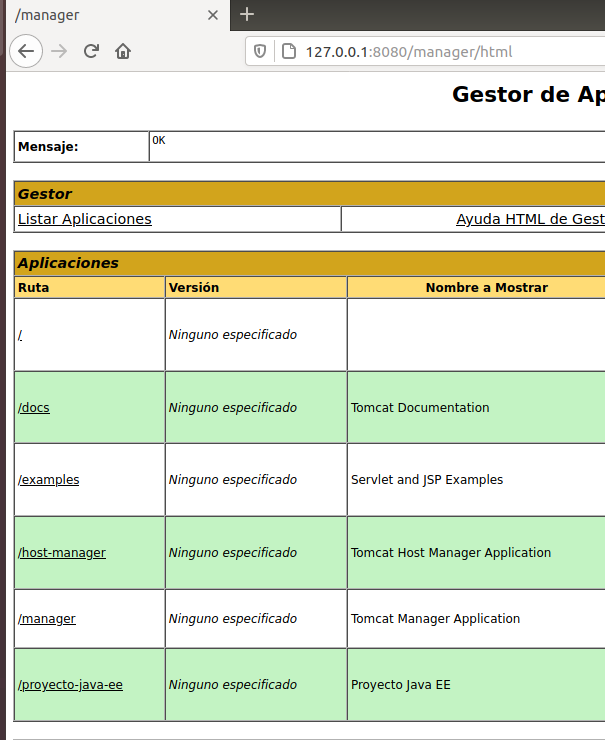 /manager
127.0.0.1:8080/manager/html
Gestor de Ap
Mensaje: OK
Gestor
Listar Aplicaciones Ayuda HTML de Gest
Aplicaciones
Ruta Versión Nombre a Mostrar
/ Ninguno especificado
/docs Ninguno especificado Tomcat Documentation
/examples Ninguno especificado Servlet and JSP Examples
/host-manager Ninguno especificado Tomcat Host Manager Application
/manager Ninguno especificado Tomcat Manager Application
/proyecto-java-ee Ninguno especificado Proyecto Java EE